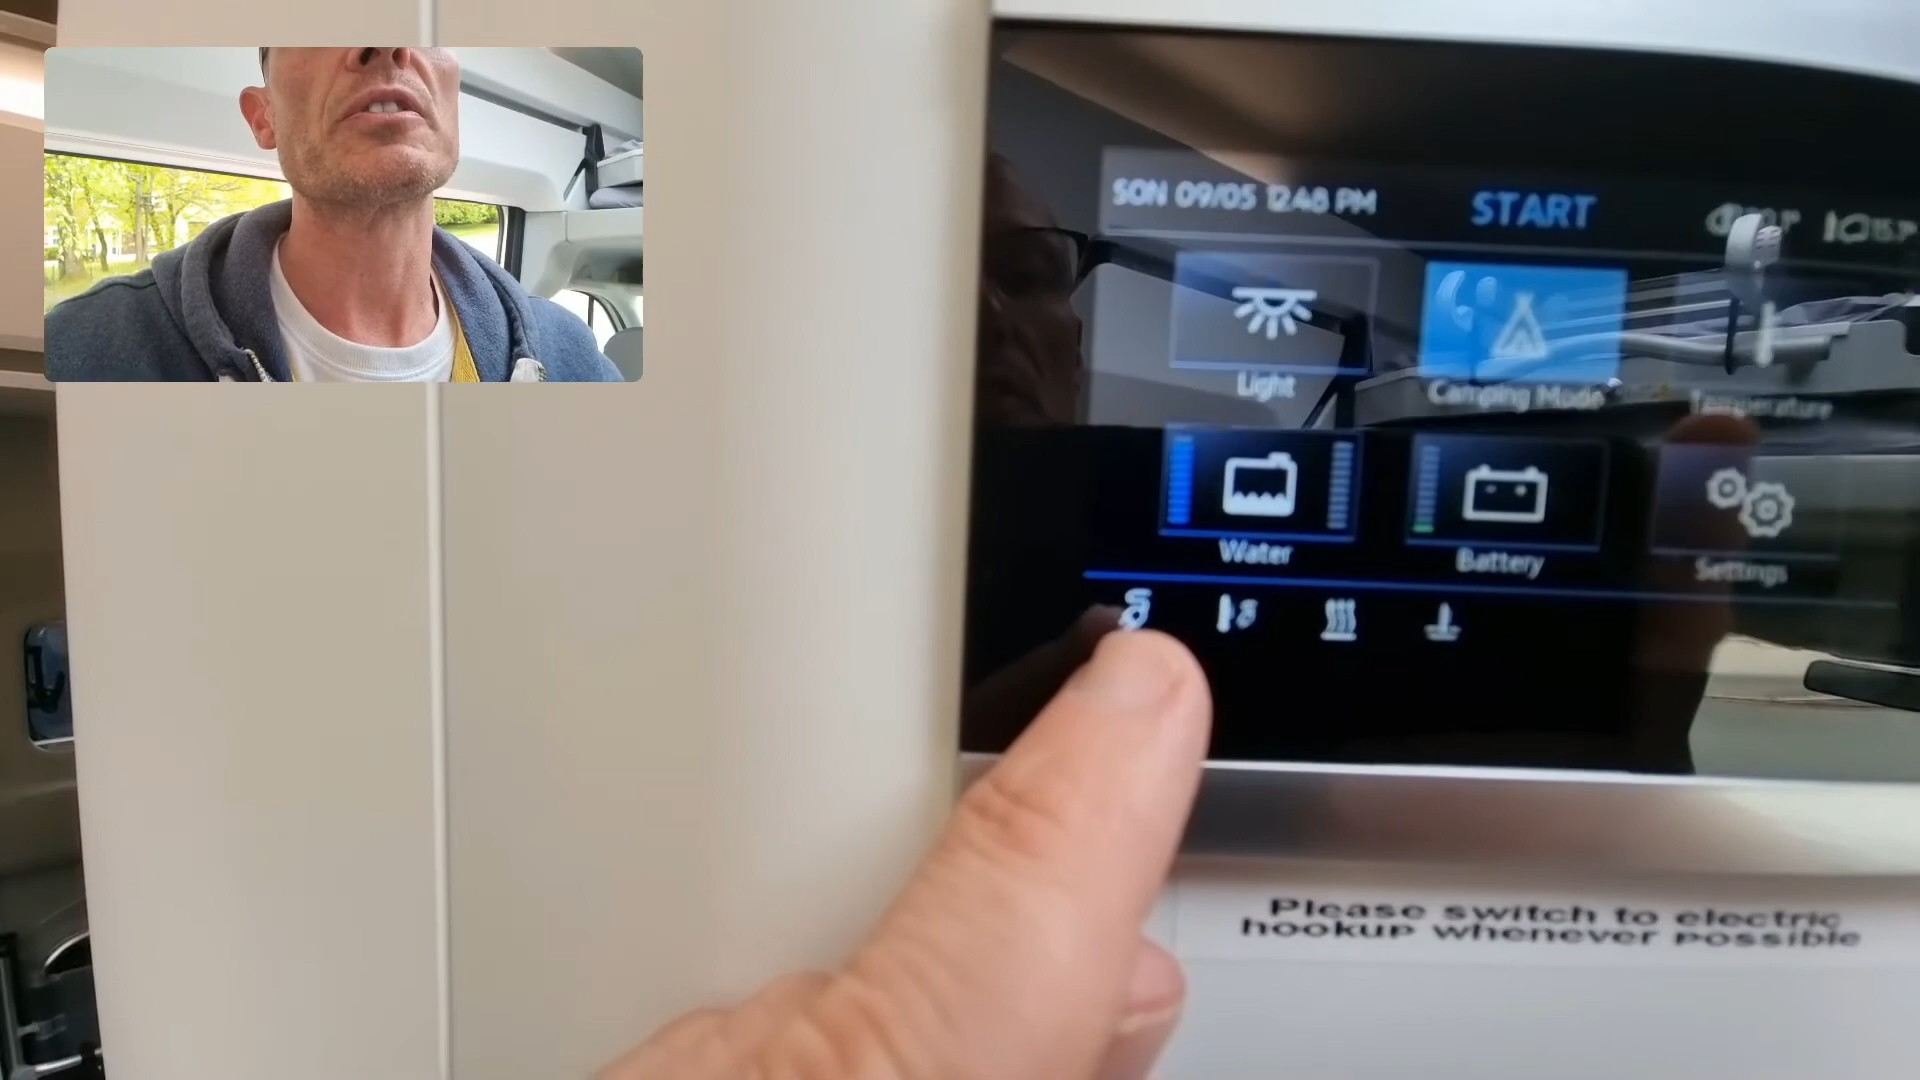 SON 09/05 12:48 PM
START
Light
Camping Mode
Temperature
Water
Battery
Settings
Please switch to electric
hookup whenever possible